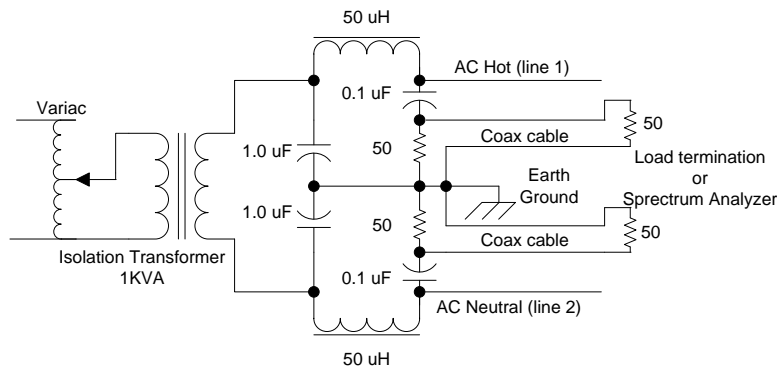 50 uH
AC Hot (line 1)
0.1 uF
Variac
50
Coax cable
1.0 uF
50
Load termination
or
Sprectrum Analyzer
Earth
Ground
1.0 uF
50
50
Coax cable
Isolation Transformer
1KVA
0.1 uF
AC Neutral (line 2)
50 uH